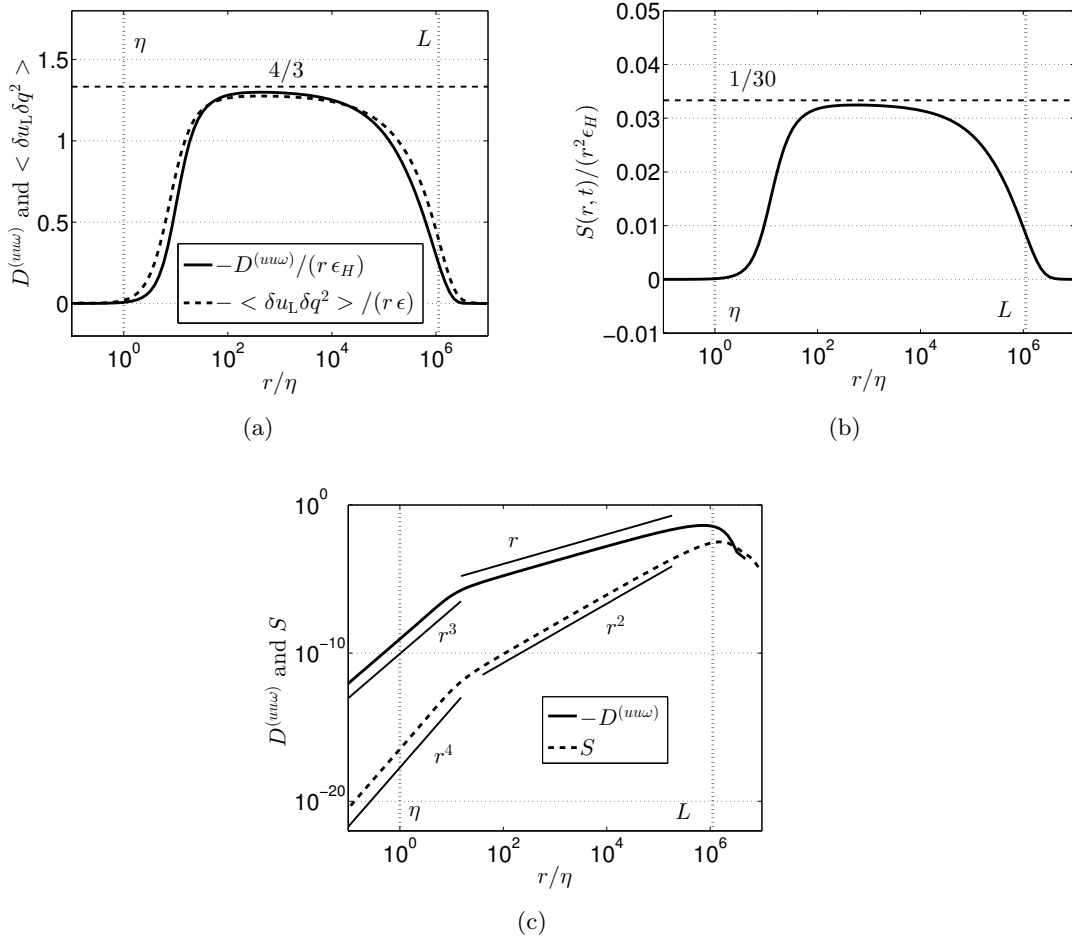 1.5
1
0.5
0
D^{(uuω)} and < δu_L δq^2 >
η
L
4/3
−D^{(uuω)}/(r ϵ_H)
− < δu_L δq^2 > /(r ϵ)
10^0 10^2 10^4 10^6
r/η
(a)
0.05
0.04
0.03
0.02
0.01
0
−0.01
S(r, t)/(r^2 ϵ_H)
1/30
η
L
10^0 10^2 10^4 10^6
r/η
(b)
10^0
10^{−10}
10^{−20}
D^{(uuω)} and S
r
r^3
r^2
r^4
−D^{(uuω)}
S
η
L
10^0 10^2 10^4 10^6
r/η
(c)